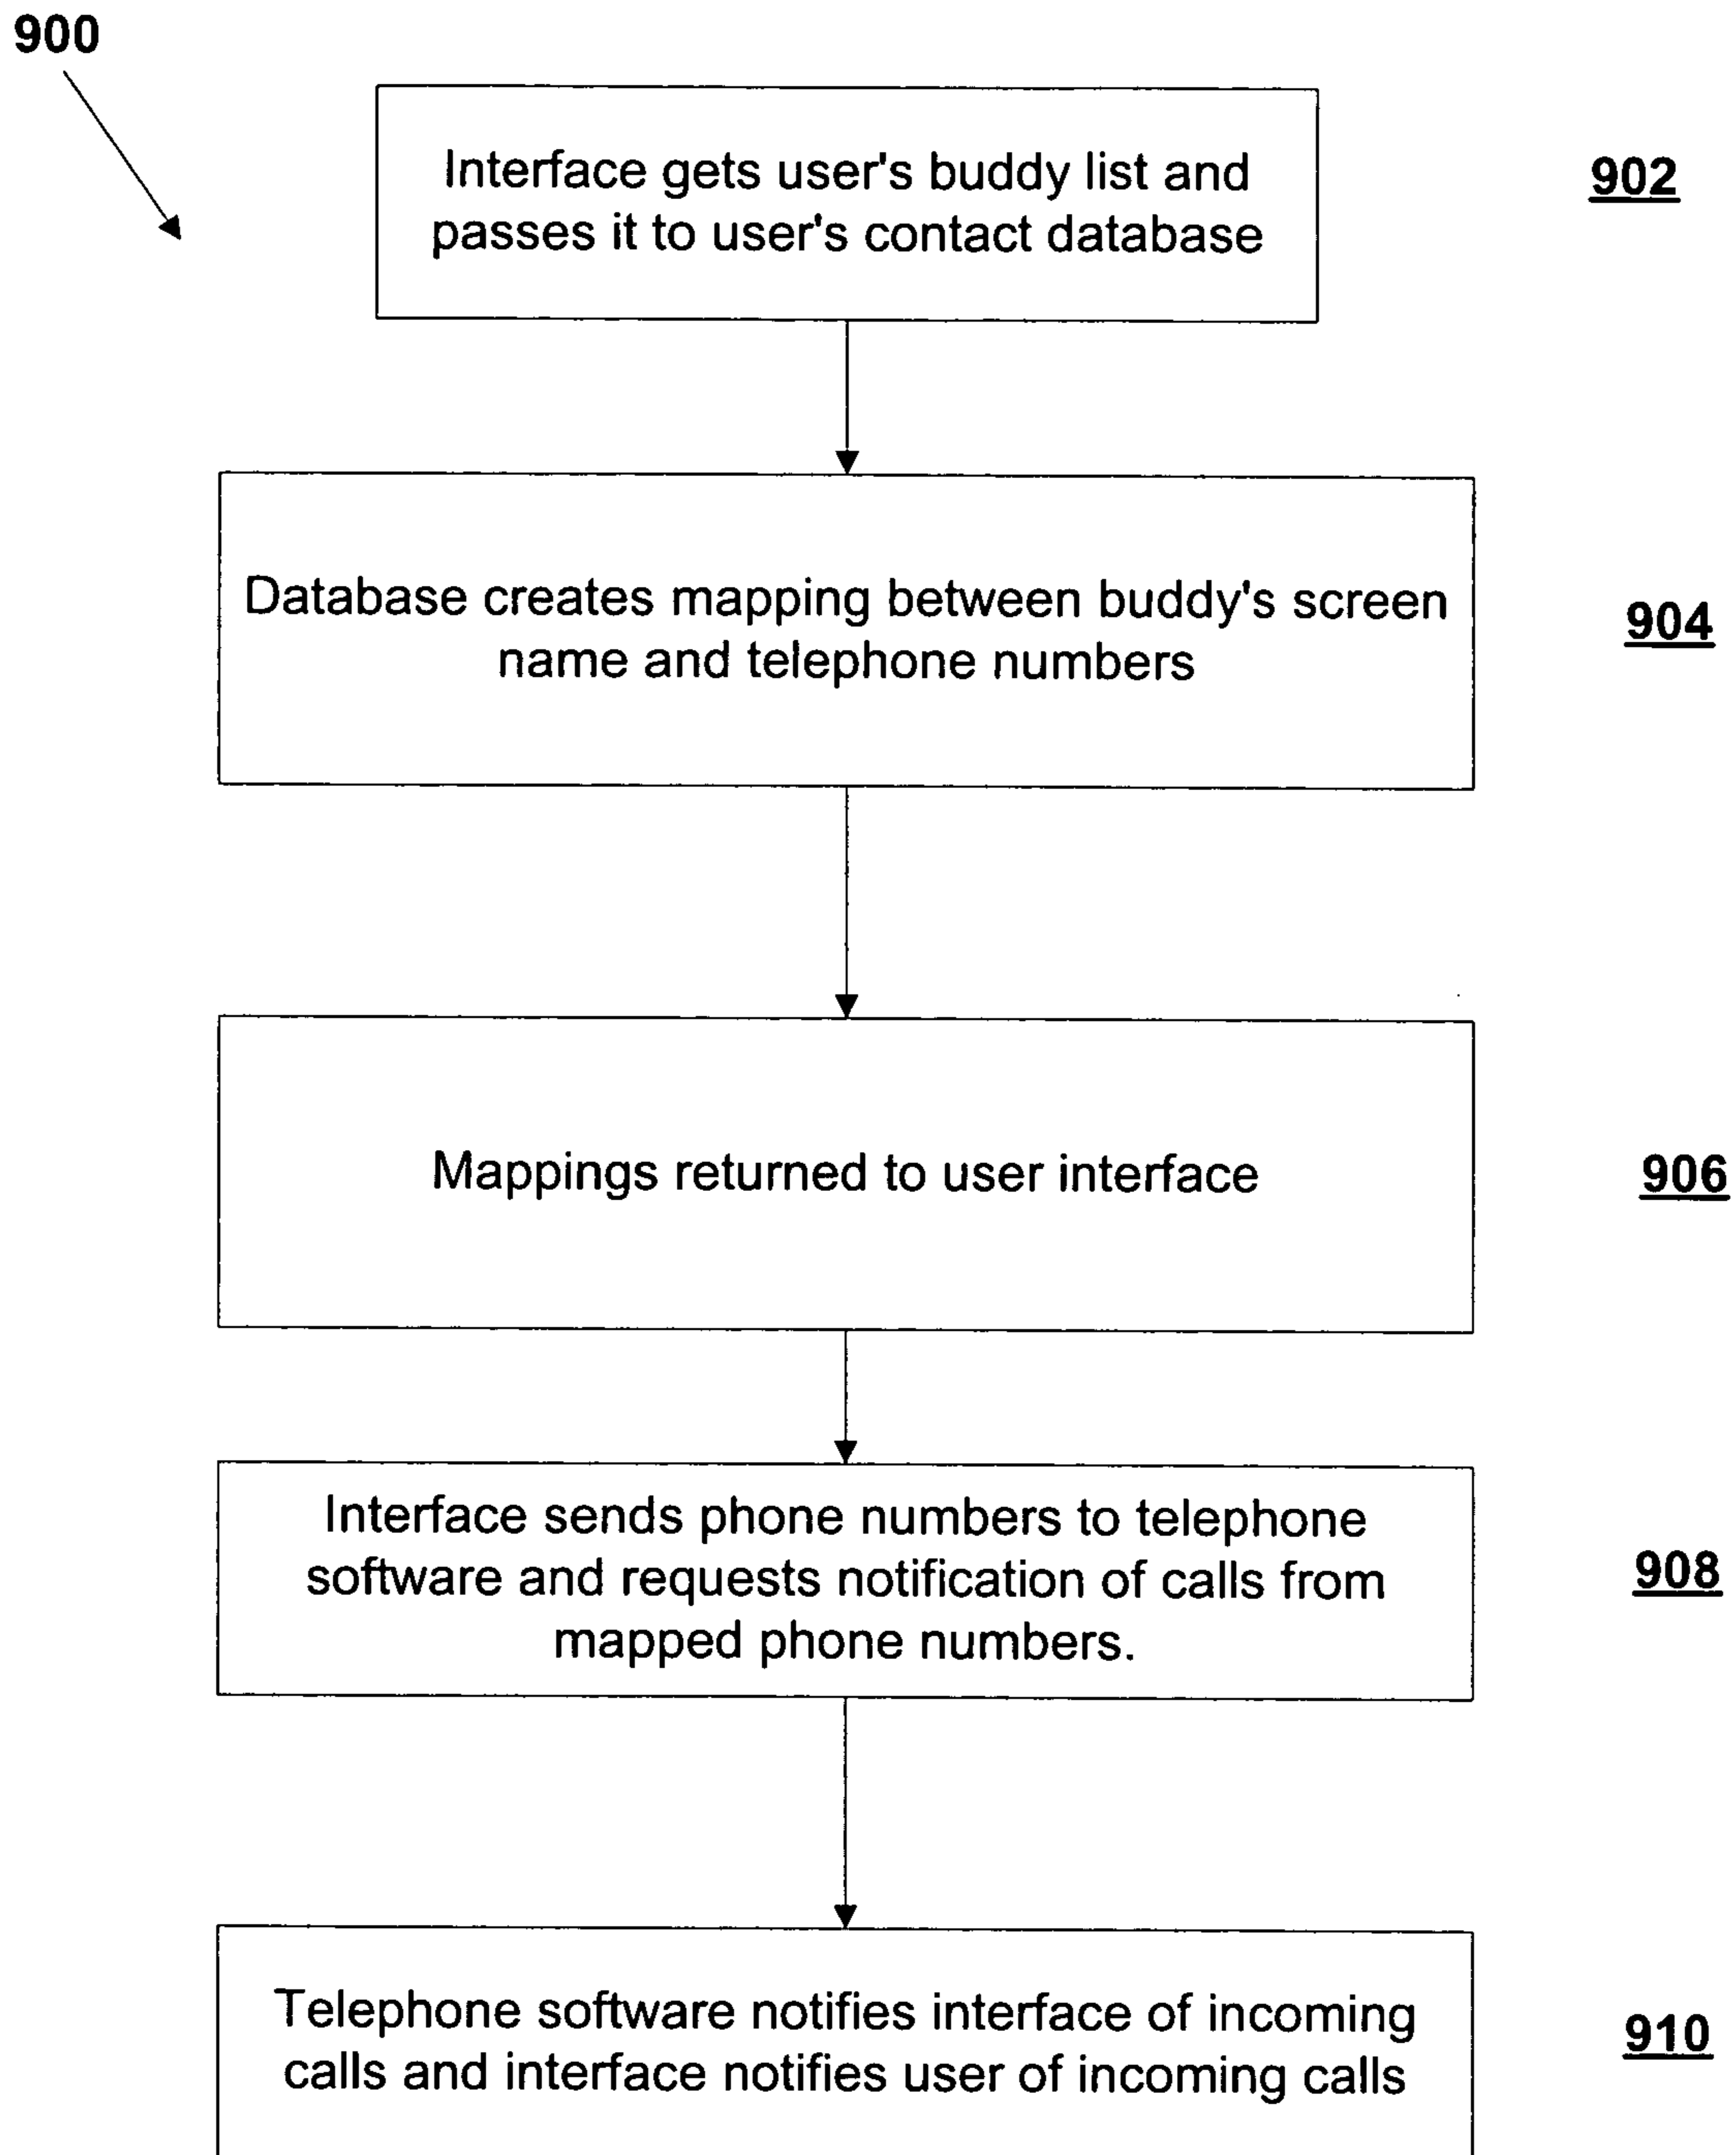 900
Interface gets user's buddy list and
passes it to user's contact database
902
Database creates mapping between buddy's screen
name and telephone numbers
904
Mappings returned to user interface
906
Interface sends phone numbers to telephone
software and requests notification of calls from
mapped phone numbers.
908
Telephone software notifies interface of incoming
calls and interface notifies user of incoming calls
910